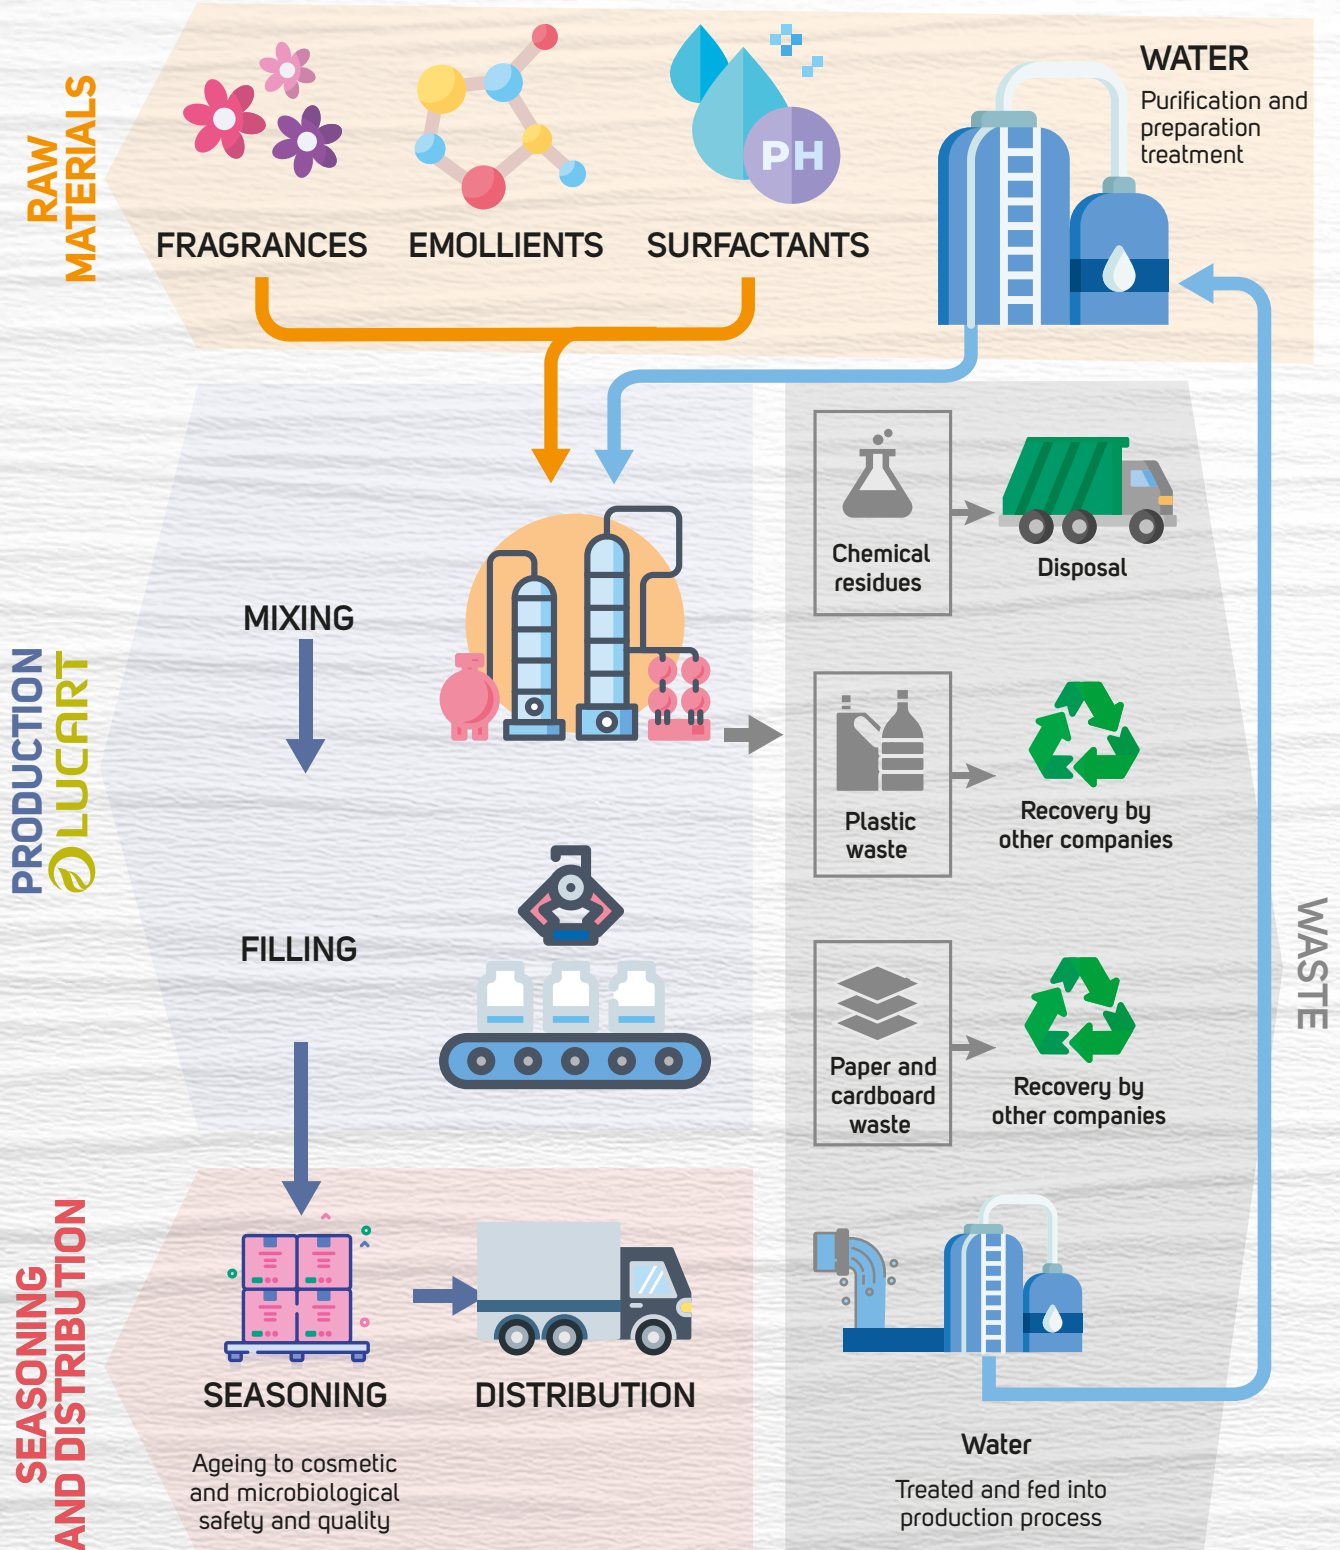 RAW
MATERIALS
FRAGRANCES
EMOLLIENTS
PH
SURFACTANTS
WATER
Purification and
preparation
treatment
PRODUCTION
LUCART
MIXING
FILLING
Chemical
residues
Disposal
Plastic
waste
Recovery by
other companies
Paper and
cardboard
waste
Recovery by
other companies
WASTE
SEASONING
AND DISTRIBUTION
SEASONING
Ageing to cosmetic
and microbiological
safety and quality
DISTRIBUTION
Water
Treated and fed into
production process